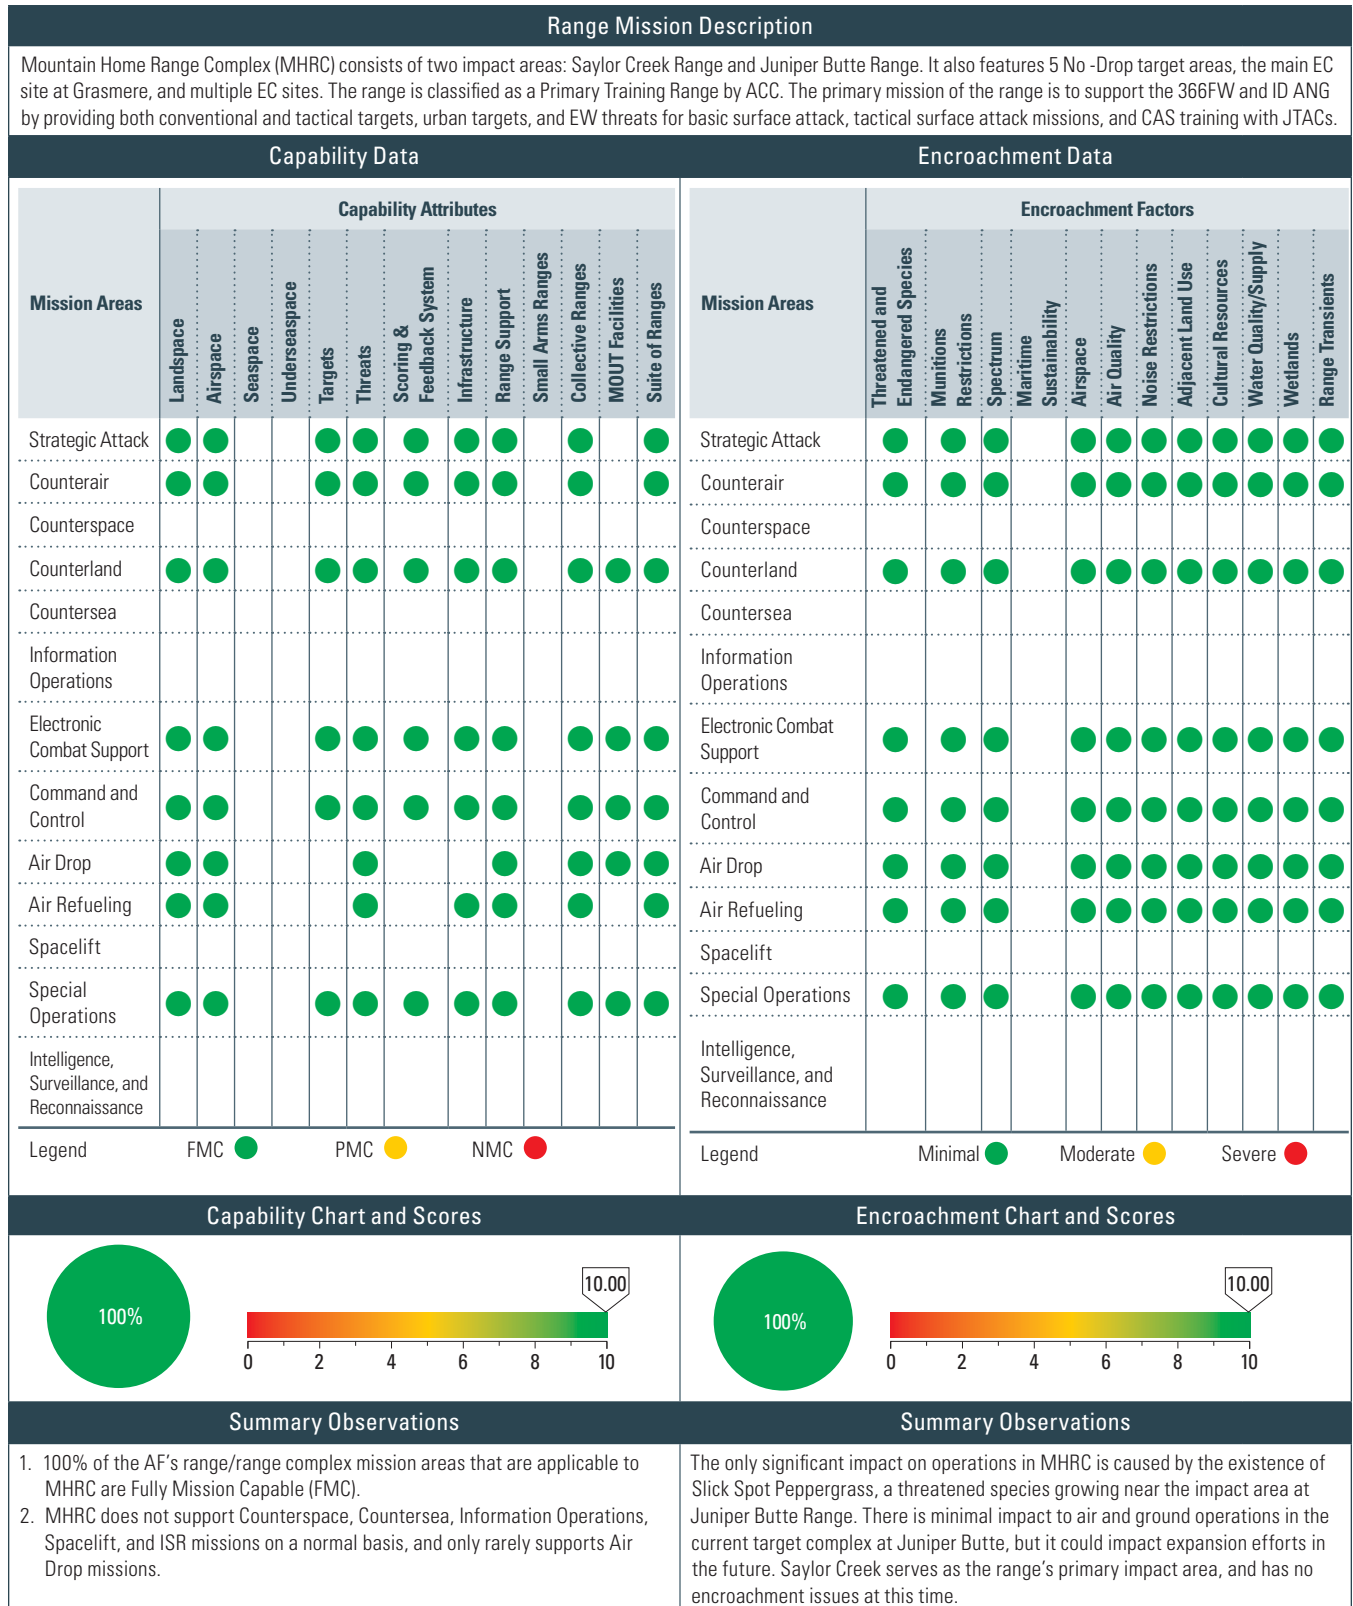 Range Mission Description
Mountain Home Range Complex (MHRC) consists of two impact areas: Saylor Creek Range and Juniper Butte Range. It also features 5 No -Drop target areas, the main EC
site at Grasmere, and multiple EC sites. The range is classified as a Primary Training Range by ACC. The primary mission of the range is to support the 366FW and ID ANG
by providing both conventional and tactical targets, urban targets, and EW threats for basic surface attack, tactical surface attack missions, and CAS training with JTACs.
Capability Data
Mission Areas
Capability Attributes
Landspace
Airspace
Seaspace
Underseaspace
Targets
Threats
Scoring &
Feedback System
Infrastructure
Range Support
Small Arms Ranges
Collective Ranges
MOUT Facilities
Suite of Ranges
Strategic Attack
Counterair
Counterspace
Counterland
Countersea
Information
Operations
Electronic
Combat Support
Command and
Control
Air Drop
Air Refueling
Spacelift
Special
Operations
Intelligence,
Surveillance, and
Reconnaissance
Legend FMC PMC NMC
Encroachment Data
Mission Areas
Encroachment Factors
Threatened and
Endangered Species
Munitions
Restrictions
Spectrum
Maritime
Sustainability
Airspace
Air Quality
Noise Restrictions
Adjacent Land Use
Cultural Resources
Water Quality/Supply
Wetlands
Range Transients
Strategic Attack
Counterair
Counterspace
Counterland
Countersea
Information
Operations
Electronic Combat
Support
Command and
Control
Air Drop
Air Refueling
Spacelift
Special Operations
Intelligence,
Surveillance, and
Reconnaissance
Legend Minimal Moderate Severe
Capability Chart and Scores
100%
10.00
0 2 4 6 8 10
Encroachment Chart and Scores
100%
10.00
0 2 4 6 8 10
Summary Observations
1. 100% of the AF's range/range complex mission areas that are applicable to
MHRC are Fully Mission Capable (FMC).
2. MHRC does not support Counterspace, Countersea, Information Operations,
Spacelift, and ISR missions on a normal basis, and only rarely supports Air
Drop missions.
Summary Observations
The only significant impact on operations in MHRC is caused by the existence of
Slick Spot Peppergrass, a threatened species growing near the impact area at
Juniper Butte Range. There is minimal impact to air and ground operations in the
current target complex at Juniper Butte, but it could impact expansion efforts in
the future. Saylor Creek serves as the range's primary impact area, and has no
encroachment issues at this time.